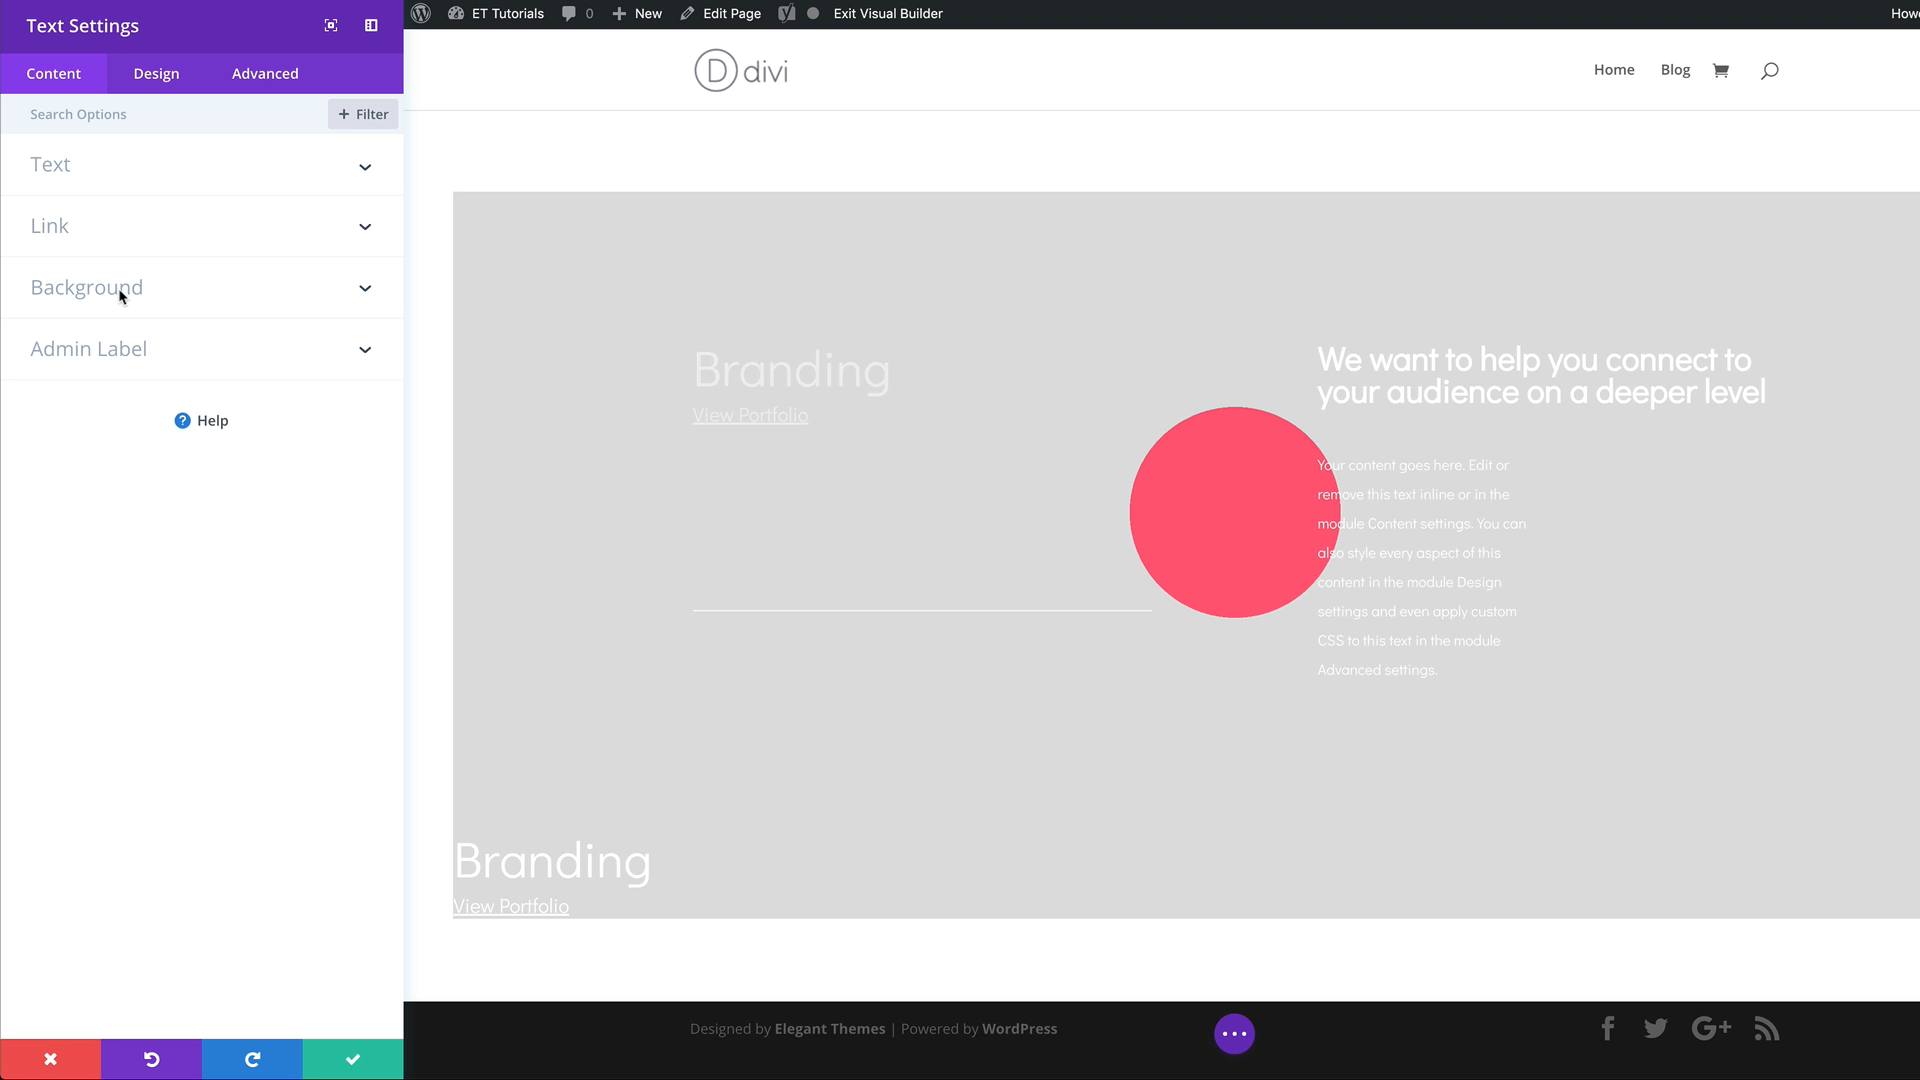 Text Settings
Content Design Advanced
Search Options
+ Filter
Text
Link
Background
Admin Label
? Help
ET Tutorials 0 + New Edit Page Exit Visual Builder
D divi
Home Blog
Branding
View Portfolio
We want to help you connect to
your audience on a deeper level
Your content goes here. Edit or
remove this text inline or in the
module Content settings. You can
also style every aspect of this
content in the module Design
settings and even apply custom
CSS to this text in the module
Advanced settings.
Branding
View Portfolio
Designed by Elegant Themes | Powered by WordPress